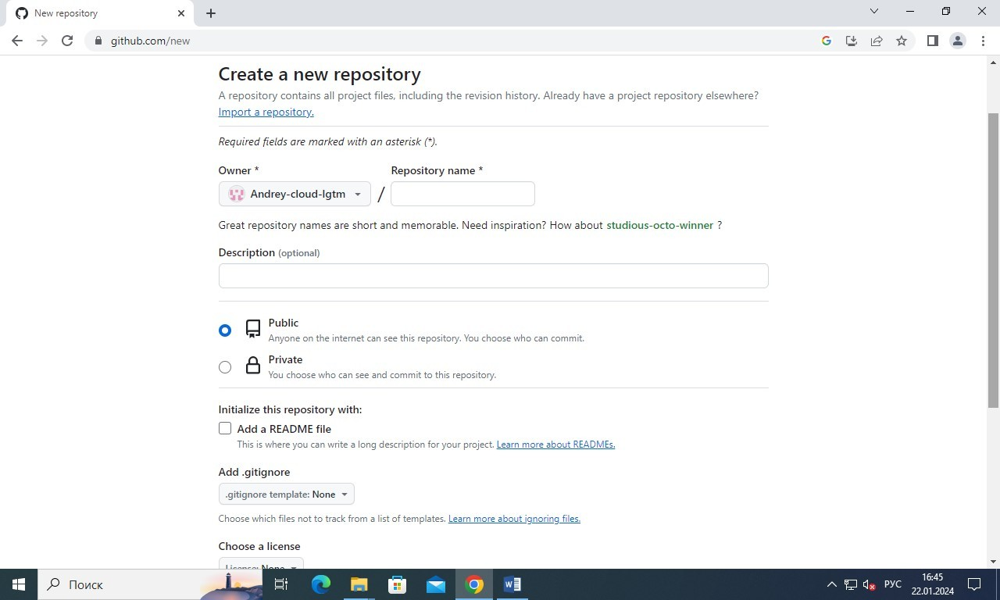 New repository
github.com/new
Create a new repository
A repository contains all project files, including the revision history. Already have a project repository elsewhere?
Import a repository.
Required fields are marked with an asterisk (*).
Owner * Repository name *
Andrey-cloud-lgtm /
Great repository names are short and memorable. Need inspiration? How about studious-octo-winner ?
Description (optional)
Public
Anyone on the internet can see this repository. You choose who can commit.
Private
You choose who can see and commit to this repository.
Initialize this repository with:
Add a README file
This is where you can write a long description for your project. Learn more about READMEs.
Add .gitignore
.gitignore template: None
Choose which files not to track from a list of templates. Learn more about ignoring files.
Choose a license
License: None
Поиск
РУС
16:45
22.01.2024